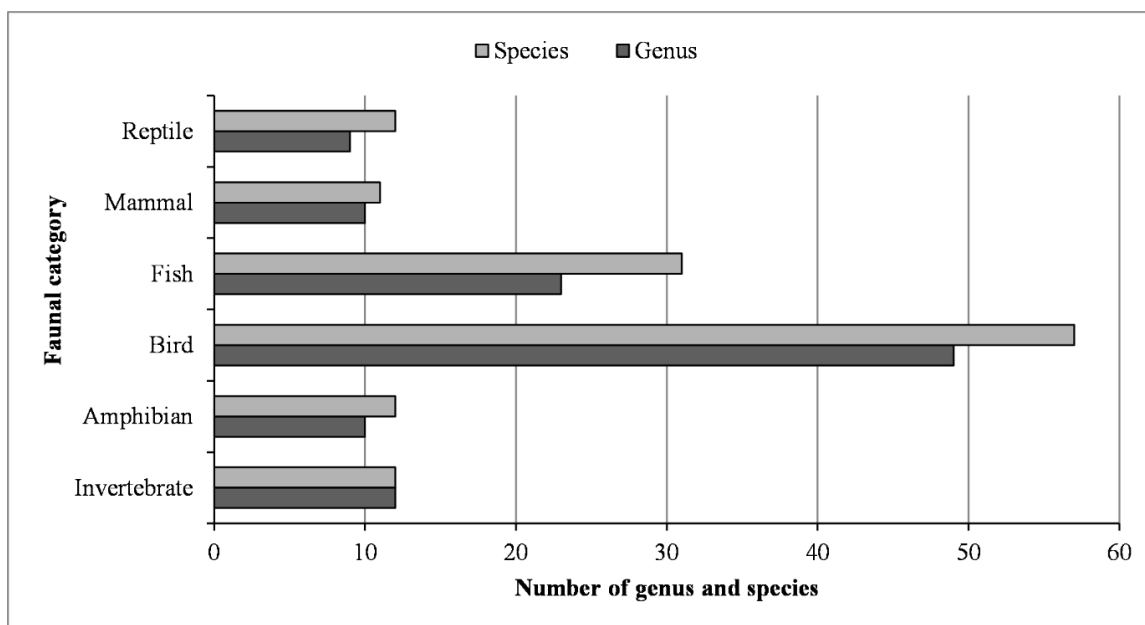 Species Genus
Reptile
Mammal
Fish
Bird
Amphibian
Invertebrate
Faunal category
0 10 20 30 40 50 60
Number of genus and species